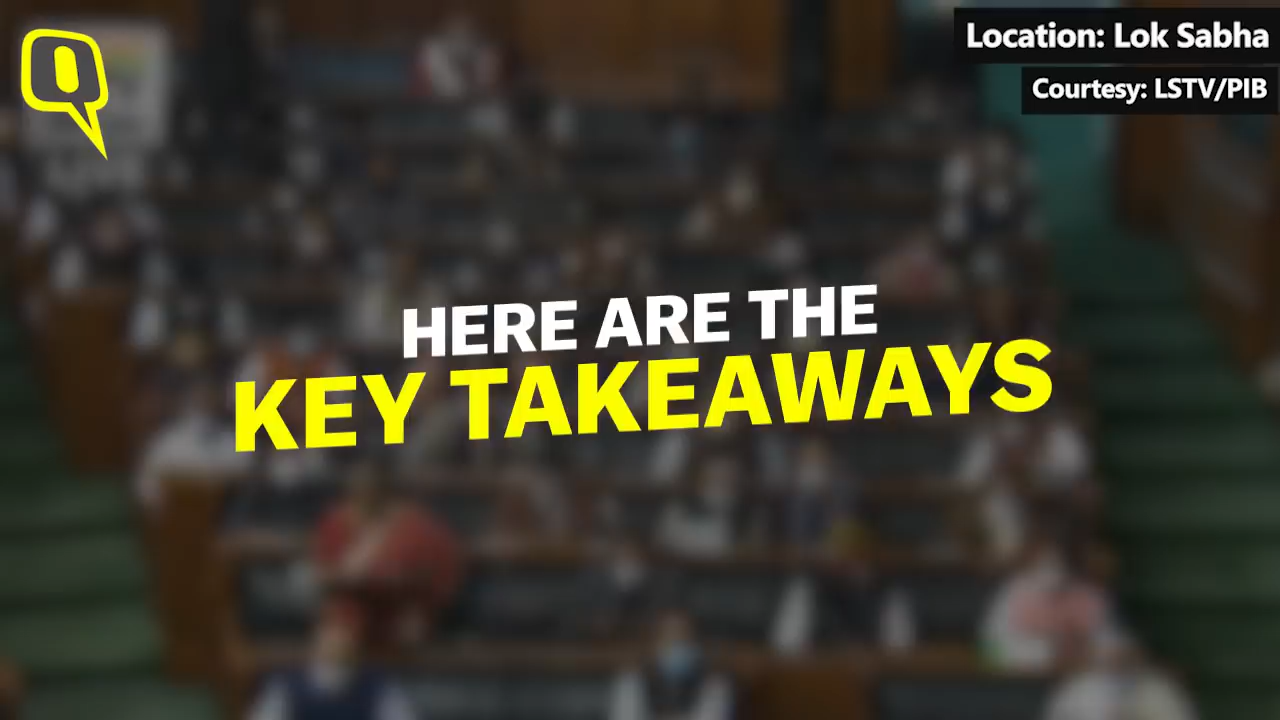 Location: Lok Sabha
Courtesy: LSTV/PIB
HERE ARE THE
KEY TAKEAWAYS